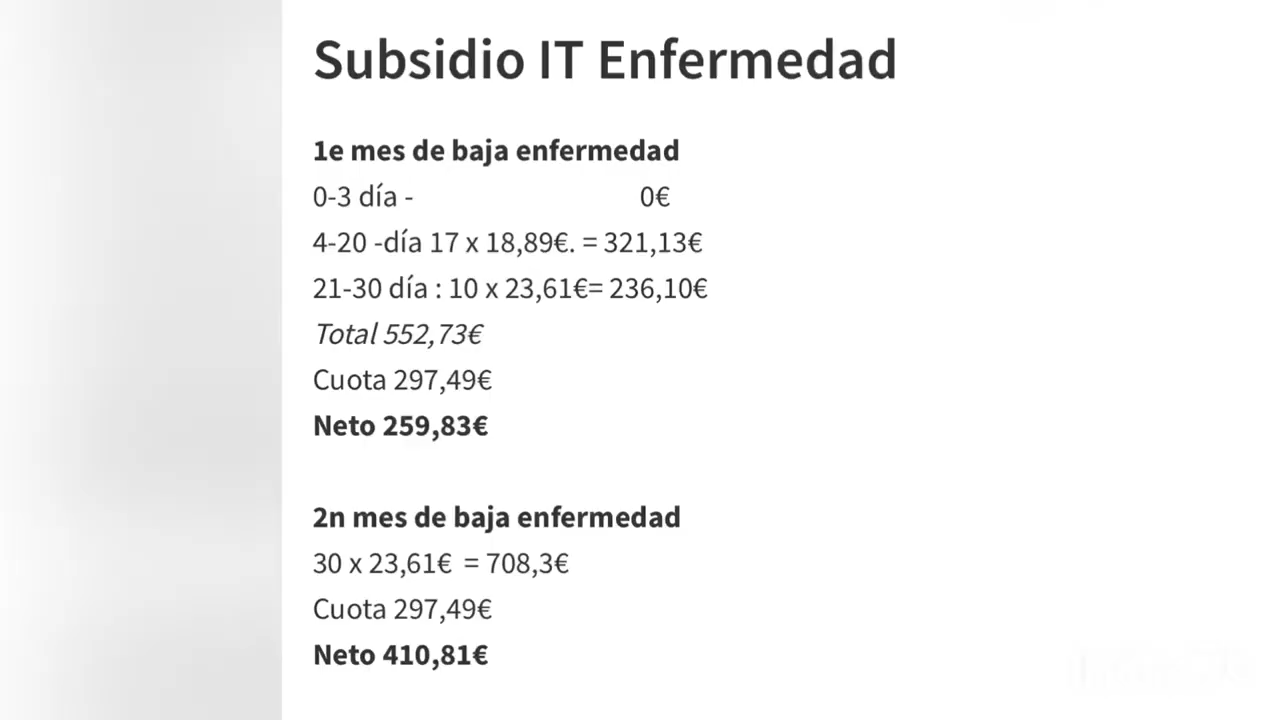 Subsidio IT Enfermedad
1e mes de baja enfermedad
0-3 día - 0€
4-20 -día 17 x 18,89€. = 321,13€
21-30 día : 10 x 23,61€= 236,10€
Total 552,73€
Cuota 297,49€
Neto 259,83€
2n mes de baja enfermedad
30 x 23,61€ = 708,3€
Cuota 297,49€
Neto 410,81€